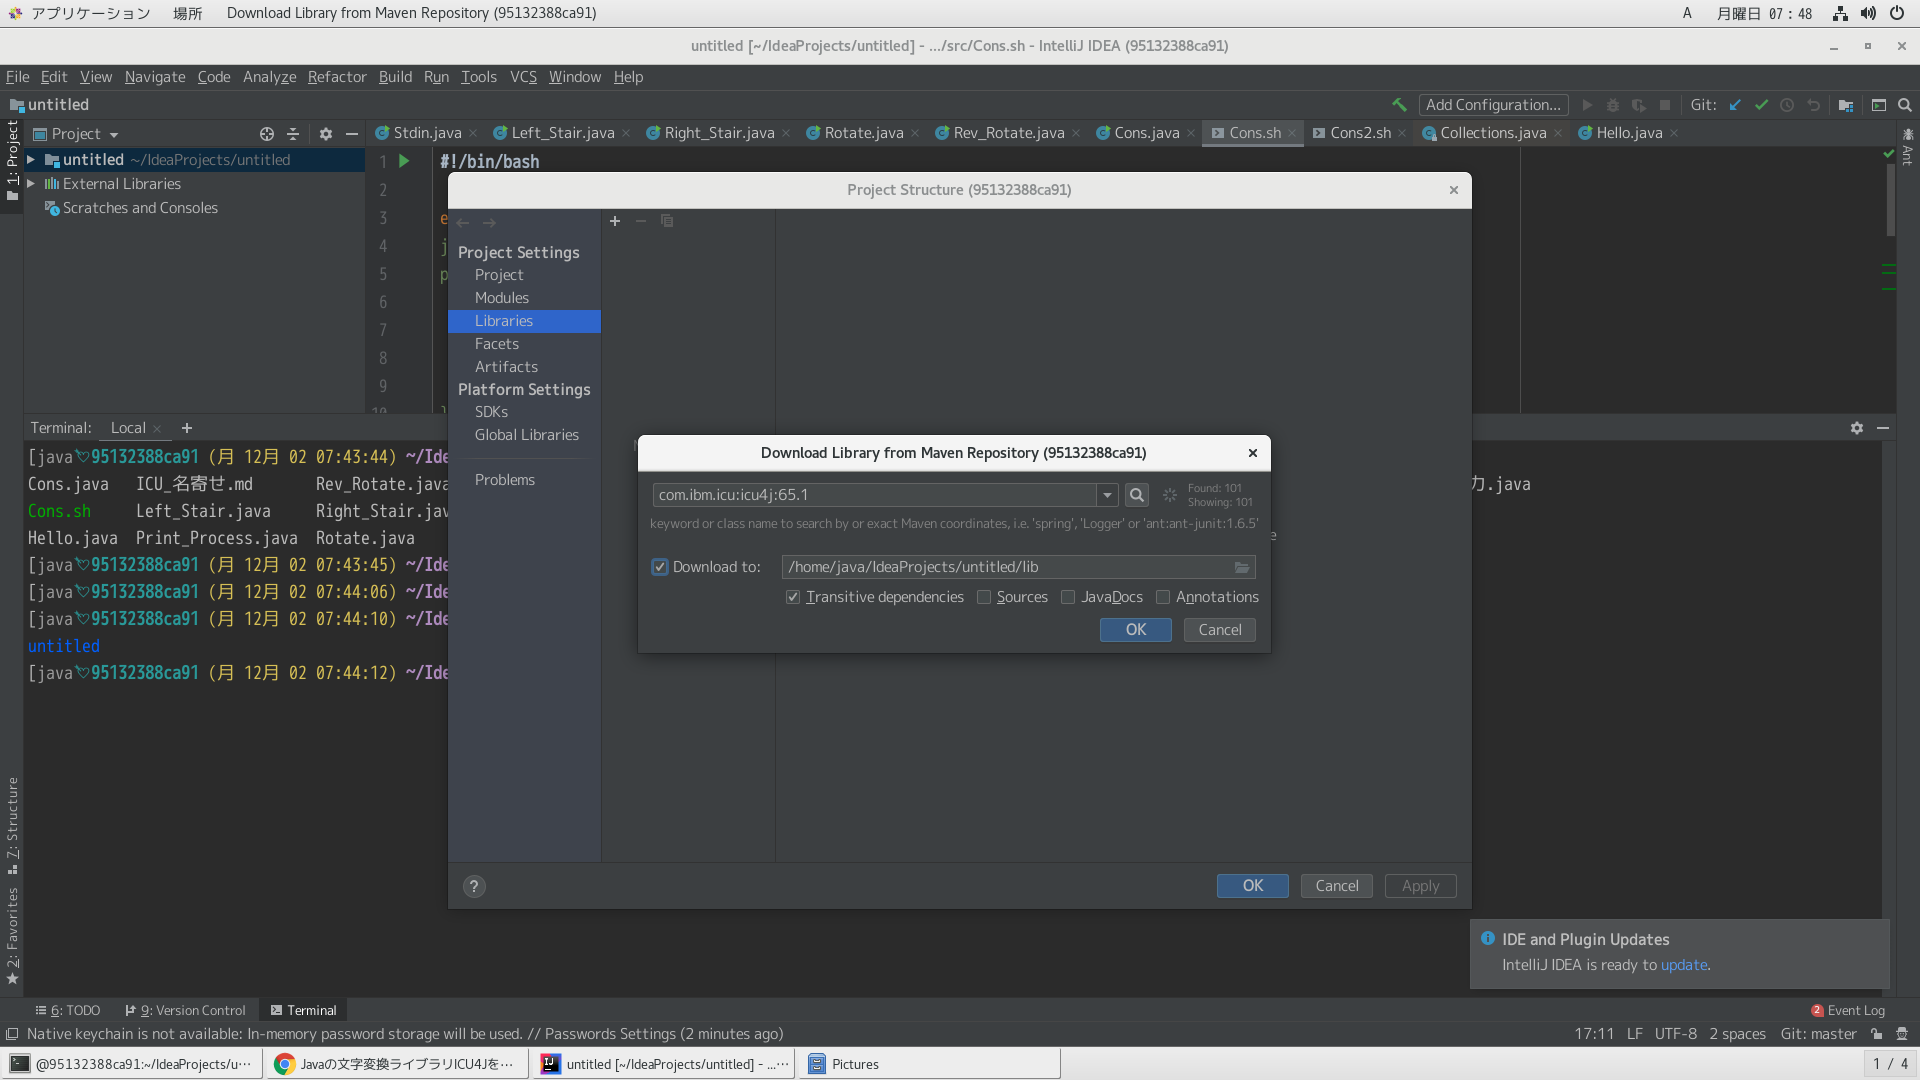 アプリケーション 場所 Download Library from Maven Repository (95132388ca91) A 月曜日 07：48
untitled [~/IdeaProjects/untitled] - .../src/Cons.sh - IntelliJ IDEA (95132388ca91)
File Edit View Navigate Code Analyze Refactor Build Run Tools VCS Window Help
untitled Add Configuration... Git:
1: Project
Project Stdin.java Left_Stair.java Right_Stair.java Rotate.java Rev_Rotate.java Cons.java Cons.sh Cons2.sh Collections.java Hello.java
Ant
untitled ~/IdeaProjects/untitled
External Libraries
Scratches and Consoles
1 #!/bin/bash
2
3 e
4 j
5 p
6
7
8
9
10
Project Structure (95132388ca91)
Project Settings
Project
Modules
Libraries
Facets
Artifacts
Platform Settings
SDKs
Global Libraries
Problems
Terminal: Local
[java 95132388ca91 (月 12月 02 07:43:44) ~/Ide
Cons.java ICU_名寄せ.md Rev_Rotate.java 力.java
Cons.sh Left_Stair.java Right_Stair.jav
Hello.java Print_Process.java Rotate.java
[java 95132388ca91 (月 12月 02 07:43:45) ~/Ide
[java 95132388ca91 (月 12月 02 07:44:06) ~/Ide
[java 95132388ca91 (月 12月 02 07:44:10) ~/Ide
untitled
[java 95132388ca91 (月 12月 02 07:44:12) ~/Ide
Download Library from Maven Repository (95132388ca91)
com.ibm.icu:icu4j:65.1
Found: 101
Showing: 101
keyword or class name to search by or exact Maven coordinates, i.e. 'spring', 'Logger' or 'ant:ant-junit:1.6.5'
e
Download to: /home/java/IdeaProjects/untitled/lib
Transitive dependencies Sources JavaDocs Annotations
OK Cancel
? OK Cancel Apply
7: Structure
2: Favorites
IDE and Plugin Updates
IntelliJ IDEA is ready to update.
6: TODO 9: Version Control Terminal 2 Event Log
Native keychain is not available: In-memory password storage will be used. // Passwords Settings (2 minutes ago) 17:11 LF UTF-8 2 spaces Git: master
@95132388ca91:~/IdeaProjects/u… Javaの文字変換ライブラリICU4Jを… untitled [~/IdeaProjects/untitled] - …… Pictures 1 / 4